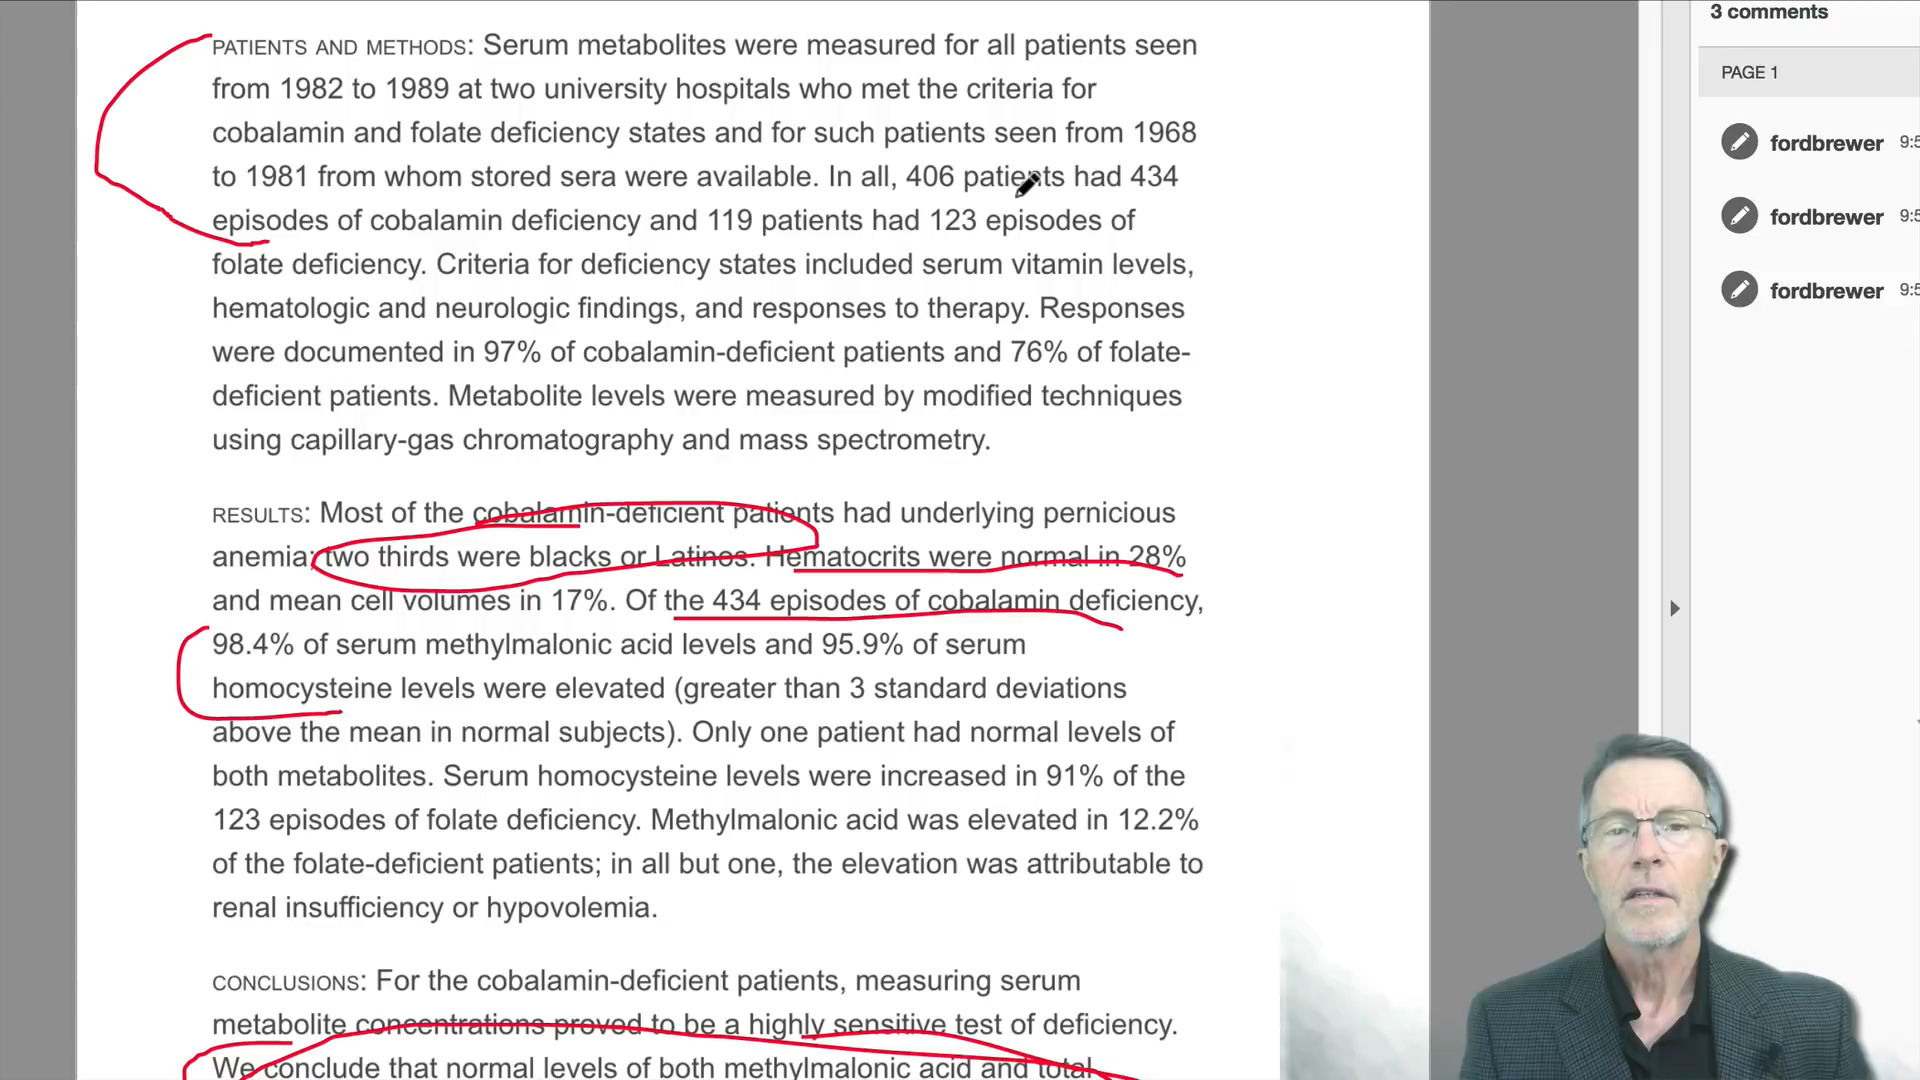 PATIENTS AND METHODS: Serum metabolites were measured for all patients seen
from 1982 to 1989 at two university hospitals who met the criteria for
cobalamin and folate deficiency states and for such patients seen from 1968
to 1981 from whom stored sera were available. In all, 406 patients had 434
episodes of cobalamin deficiency and 119 patients had 123 episodes of
folate deficiency. Criteria for deficiency states included serum vitamin levels,
hematologic and neurologic findings, and responses to therapy. Responses
were documented in 97% of cobalamin-deficient patients and 76% of folate-
deficient patients. Metabolite levels were measured by modified techniques
using capillary-gas chromatography and mass spectrometry.
RESULTS: Most of the cobalamin-deficient patients had underlying pernicious
anemia; two thirds were blacks or Latinos. Hematocrits were normal in 28%
and mean cell volumes in 17%. Of the 434 episodes of cobalamin deficiency,
98.4% of serum methylmalonic acid levels and 95.9% of serum
homocysteine levels were elevated (greater than 3 standard deviations
above the mean in normal subjects). Only one patient had normal levels of
both metabolites. Serum homocysteine levels were increased in 91% of the
123 episodes of folate deficiency. Methylmalonic acid was elevated in 12.2%
of the folate-deficient patients; in all but one, the elevation was attributable to
renal insufficiency or hypovolemia.
CONCLUSIONS: For the cobalamin-deficient patients, measuring serum
metabolite concentrations proved to be a highly sensitive test of deficiency.
We conclude that normal levels of both methylmalonic acid and total
3 comments
PAGE 1
fordbrewer 9:5
fordbrewer 9:5
fordbrewer 9:5